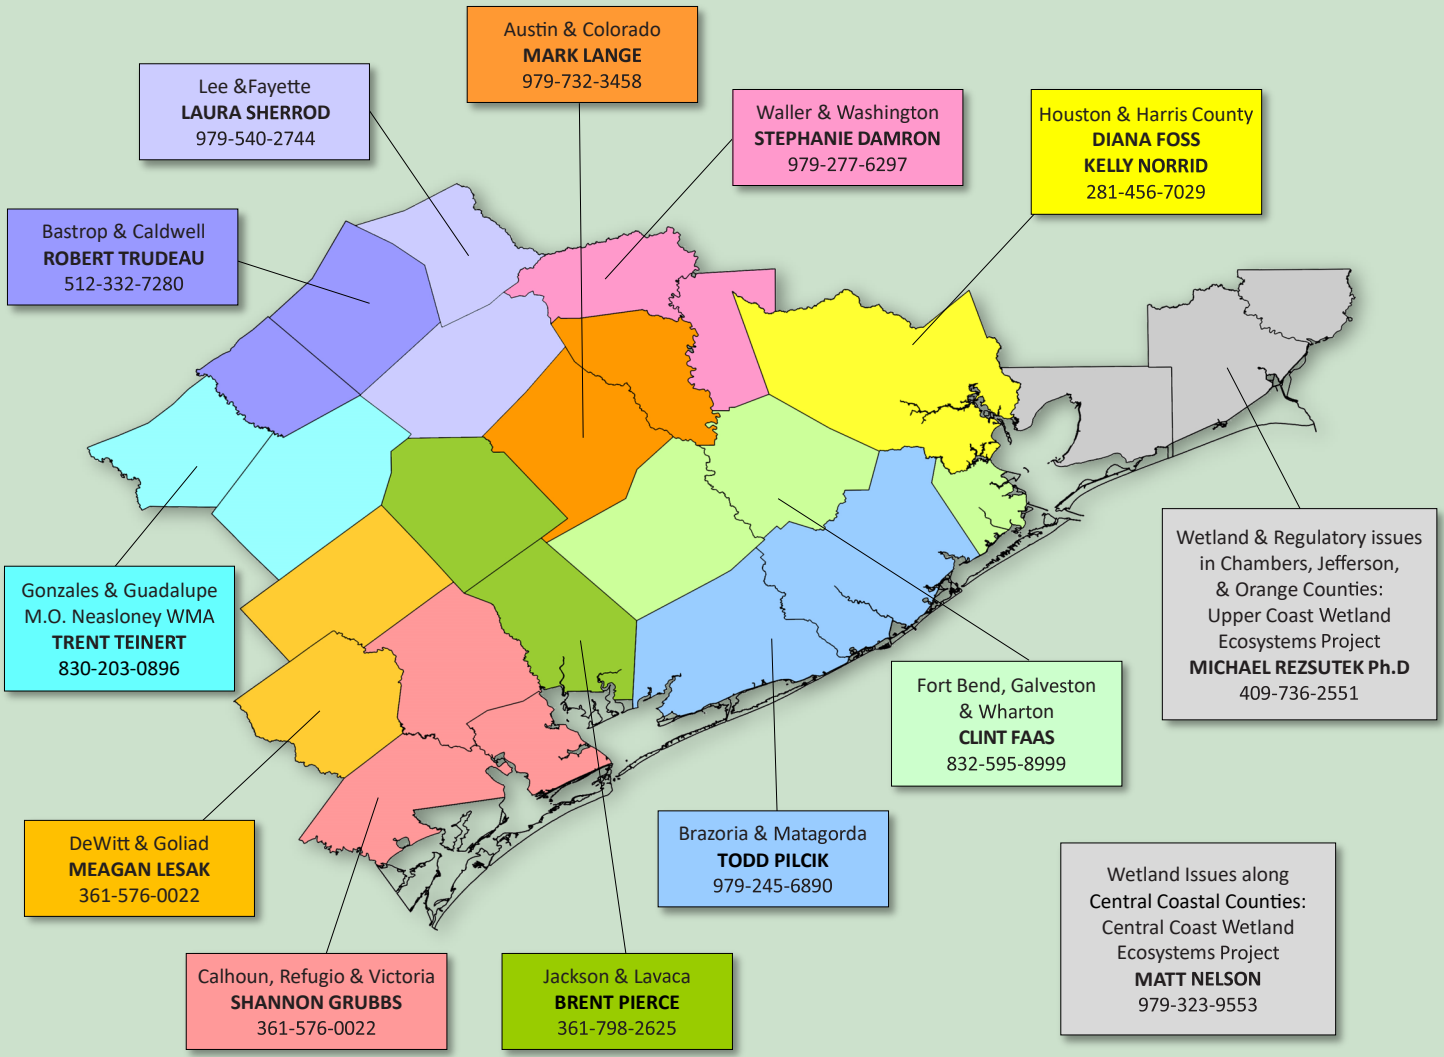 Austin & Colorado
MARK LANGE
979-732-3458
Lee &Fayette
LAURA SHERROD
979-540-2744
Waller & Washington
STEPHANIE DAMRON
979-277-6297
Houston & Harris County
DIANA FOSS
KELLY NORRID
281-456-7029
Bastrop & Caldwell
ROBERT TRUDEAU
512-332-7280
Gonzales & Guadalupe
M.O. Neasloney WMA
TRENT TEINERT
830-203-0896
Wetland & Regulatory issues
in Chambers, Jefferson,
& Orange Counties:
Upper Coast Wetland
Ecosystems Project
MICHAEL REZSUTEK Ph.D
409-736-2551
Fort Bend, Galveston
& Wharton
CLINT FAAS
832-595-8999
DeWitt & Goliad
MEAGAN LESAK
361-576-0022
Brazoria & Matagorda
TODD PILCIK
979-245-6890
Wetland Issues along
Central Coastal Counties:
Central Coast Wetland
Ecosystems Project
MATT NELSON
979-323-9553
Calhoun, Refugio & Victoria
SHANNON GRUBBS
361-576-0022
Jackson & Lavaca
BRENT PIERCE
361-798-2625